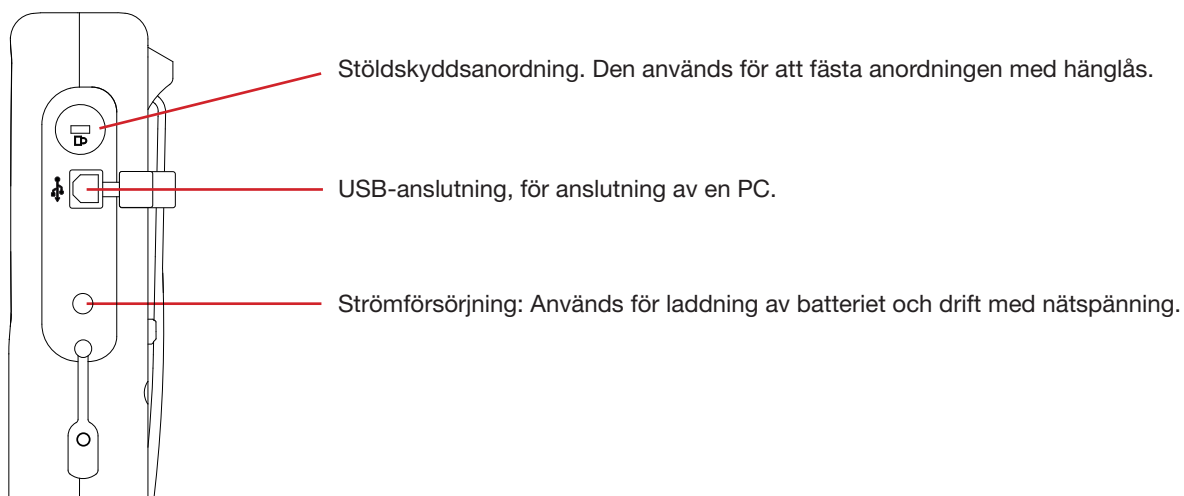 Stöldskyddsanordning. Den används för att fästa anordningen med hänglås.
USB-anslutning, för anslutning av en PC.
Strömförsörjning: Används för laddning av batteriet och drift med nätspänning.